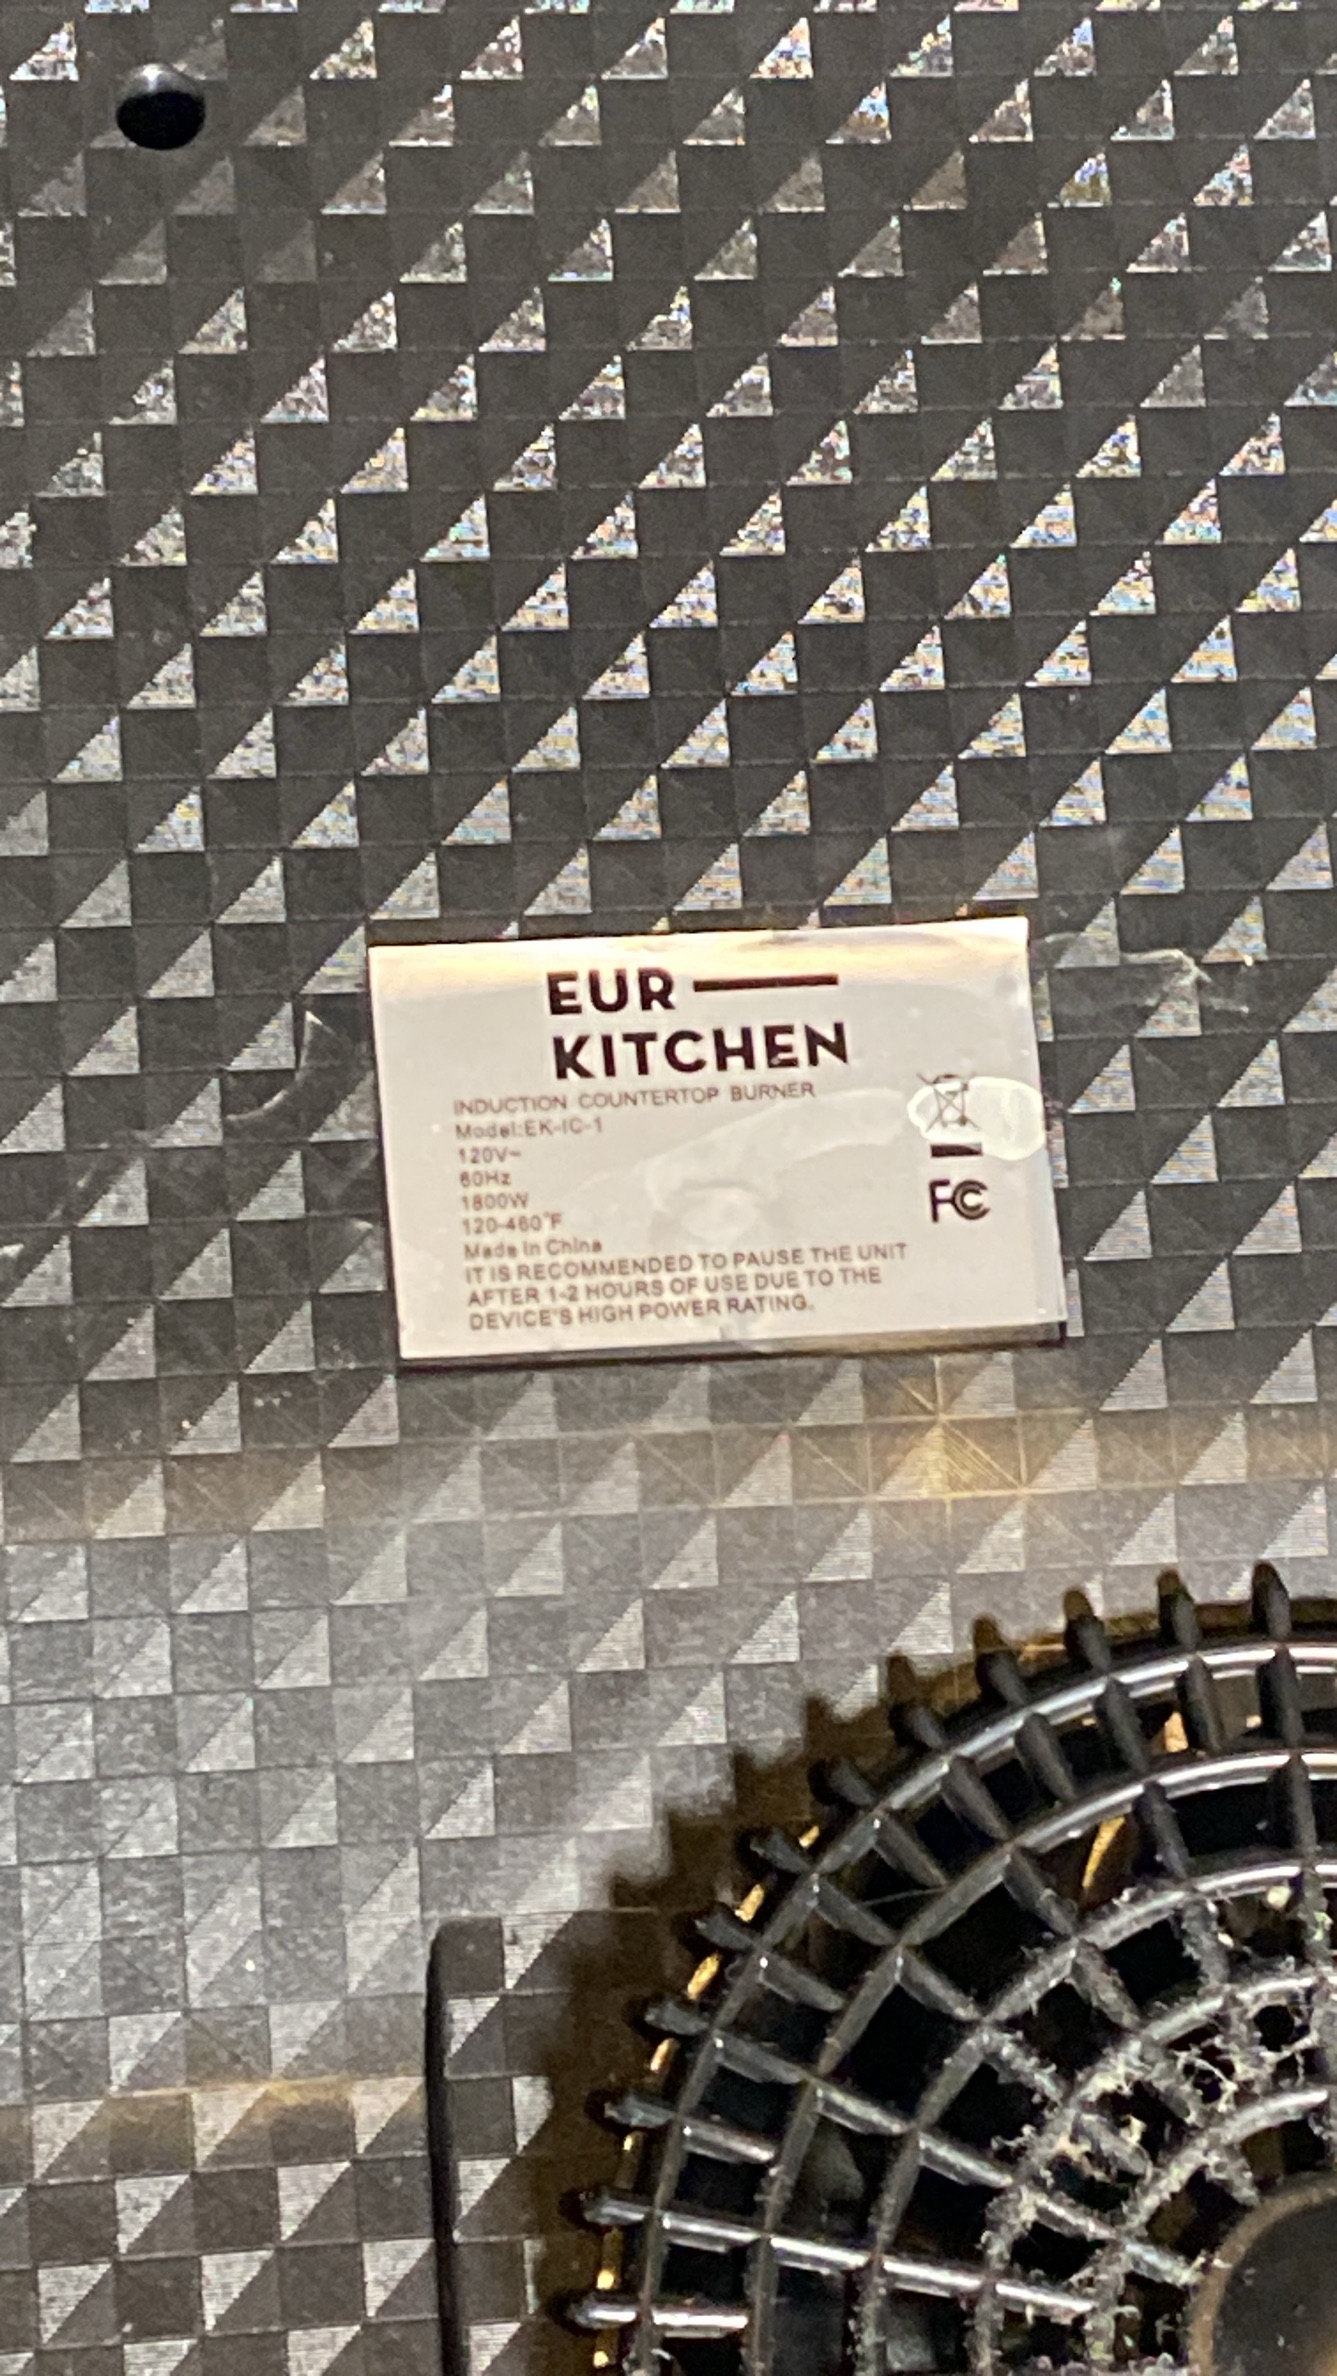 EUR
KITCHEN
INDUCTION COUNTERTOP BURNER
Model:EK-IC-1
120V~
60Hz
1800W
120-460°F
Made In China
IT IS RECOMMENDED TO PAUSE THE UNIT
AFTER 1-2 HOURS OF USE DUE TO THE
DEVICE'S HIGH POWER RATING.
FC